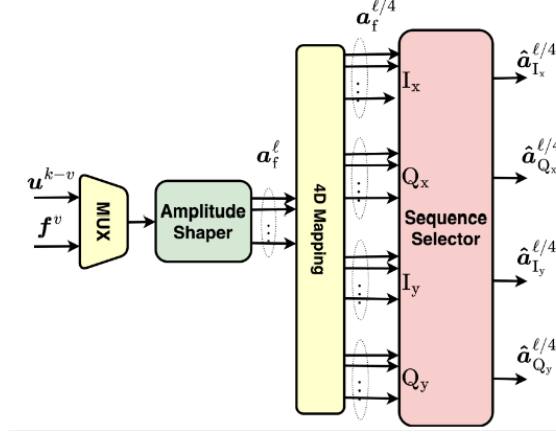 a_f^{ℓ/4}
I_x
â_{I_x}^{ℓ/4}
a_f^ℓ
u^{k−v}
f^v
MUX
Amplitude
Shaper
4D Mapping
Q_x
â_{Q_x}^{ℓ/4}
Sequence
Selector
I_y
â_{I_y}^{ℓ/4}
Q_y
â_{Q_y}^{ℓ/4}